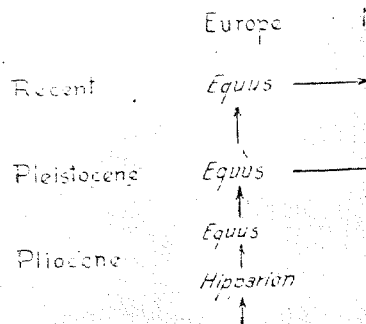 Europe
Recent Equus
Pleistocene Equus
Equus
Pliocene
Hipparion